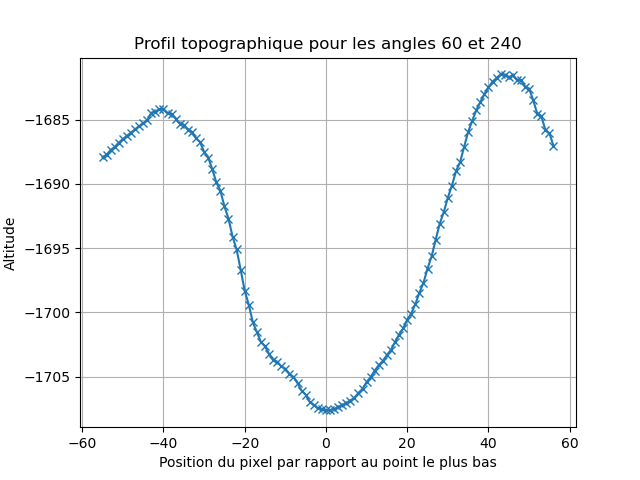 Profil topographique pour les angles 60 et 240
Altitude
−1685
−1690
−1695
−1700
−1705
−60 −40 −20 0 20 40 60
Position du pixel par rapport au point le plus bas